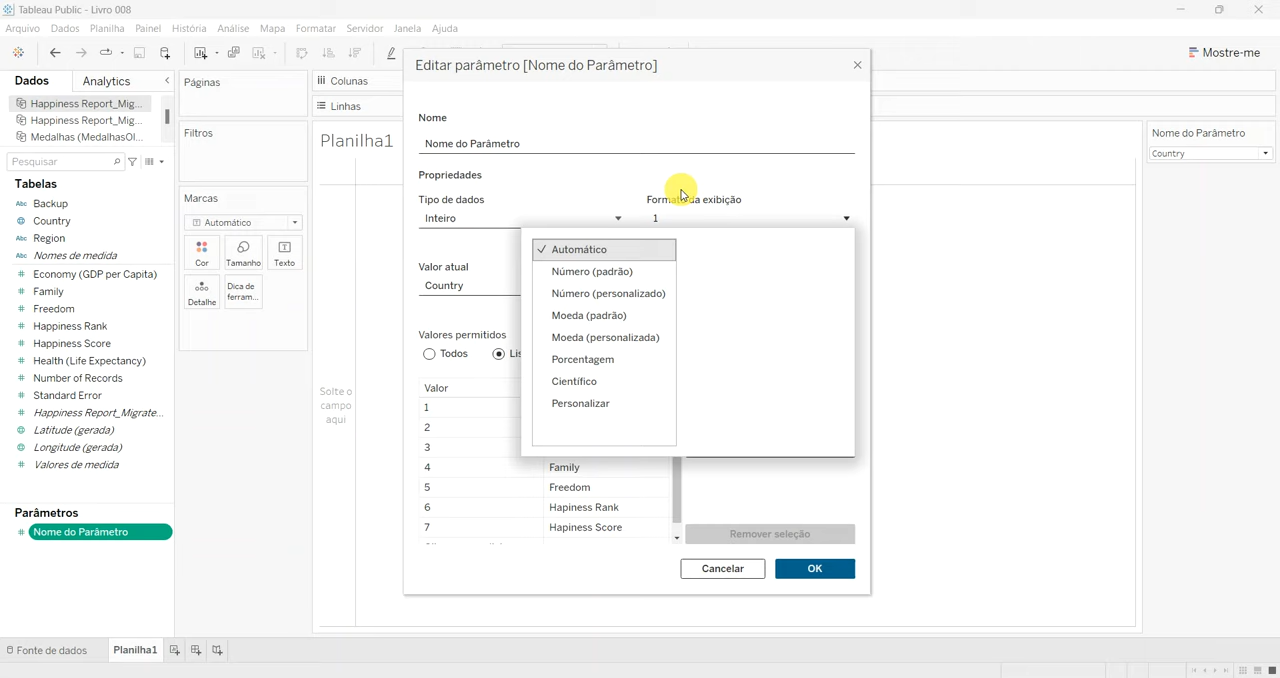 Tableau Public - Livro 008
Arquivo Dados Planilha Painel História Análise Mapa Formatar Servidor Janela Ajuda
Mostre-me
Dados Analytics
Happiness Report_Mig...
Happiness Report_Mig...
Medalhas (MedalhasOl...
Pesquisar
Tabelas
Abc Backup
Country
Abc Region
Abc Nomes de medida
# Economy (GDP per Capita)
# Family
# Freedom
# Happiness Rank
# Happiness Score
# Health (Life Expectancy)
# Number of Records
# Standard Error
# Happiness Report_Migrate...
Latitude (gerada)
Longitude (gerada)
# Valores de medida
Parâmetros
# Nome do Parâmetro
Páginas
Filtros
Marcas
Automático
Cor
Tamanho
Texto
Detalhe
Dica de
ferram...
Colunas
Linhas
Planilha1
Solte o
campo
aqui
Editar parâmetro [Nome do Parâmetro]
Nome
Nome do Parâmetro
Propriedades
Tipo de dados
Inteiro
exibição
1
Valor atual
Country
Valores permitidos
Todos
Valor
1
2
3
4 Family
5 Freedom
6 Hapiness Rank
7 Hapiness Score
Automático
Número (padrão)
Número (personalizado)
Moeda (padrão)
Moeda (personalizada)
Porcentagem
Científico
Personalizar
Remover seleção
Cancelar
OK
Nome do Parâmetro
Country
Fonte de dados
Planilha1